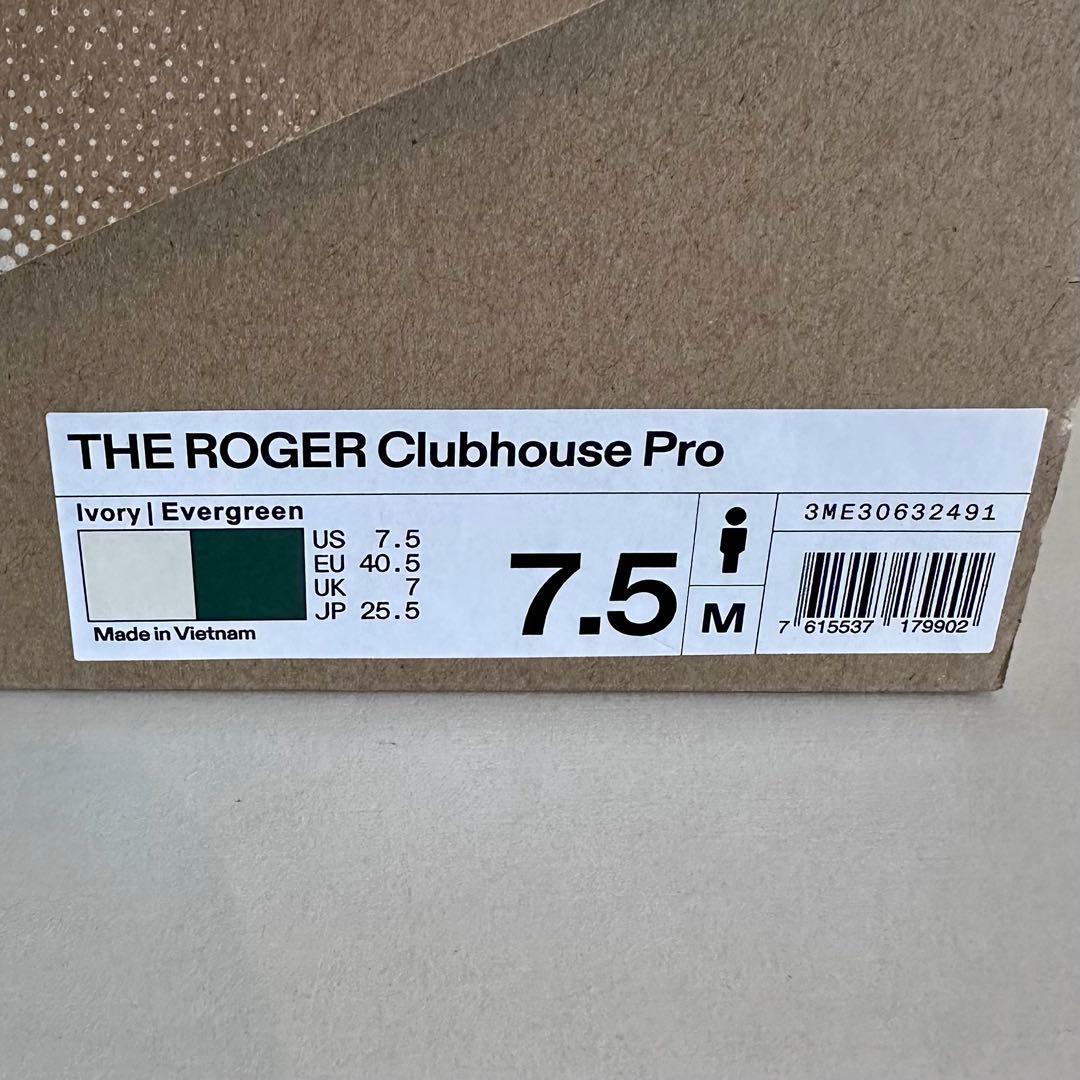 THE ROGER Clubhouse Pro
Ivory | Evergreen
US 7.5
EU 40.5
UK 7
JP 25.5
Made in Vietnam
7.5
M
3ME30632491
7 615537 179902